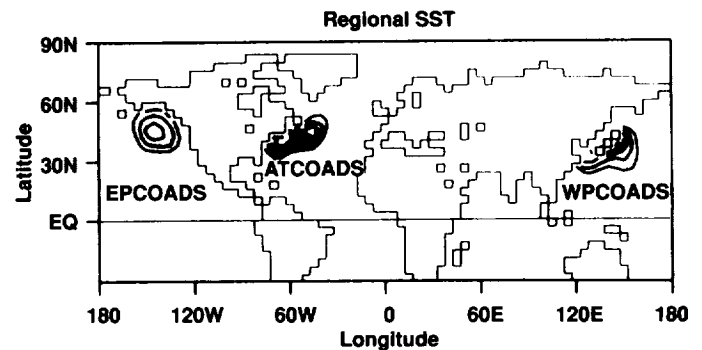 Regional SST
90N
60N
30N
EQ
Latitude
EPCOADS
ATCOADS
WPCOADS
180 120W 60W 0 60E 120E 180
Longitude